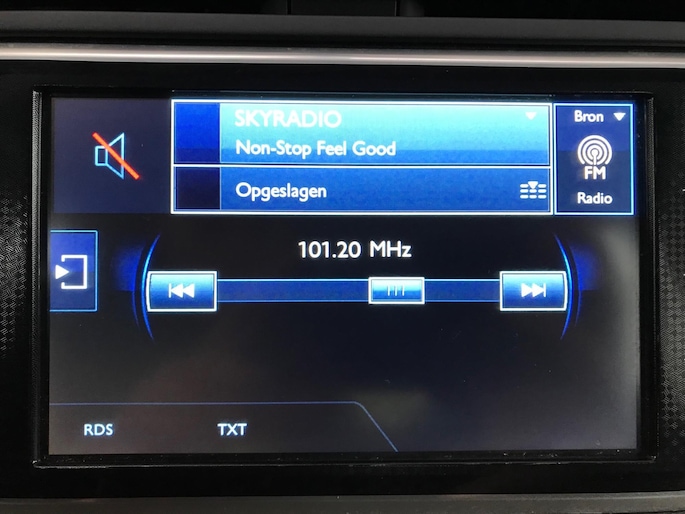 SKYRADIO
Non-Stop Feel Good
Opgeslagen
Bron
FM
Radio
101.20 MHz
RDS
TXT